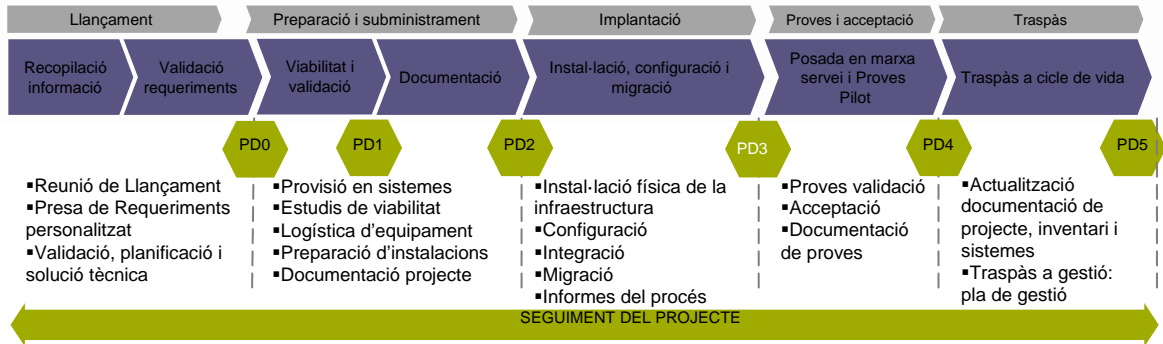 Llançament
Preparació i subministrament
Implantació
Proves i acceptació
Traspàs
Recopilació
informació
Validació
requeriments
Viabilitat i
validació
Documentació
Instal·lació, configuració i
migració
Posada en marxa
servei i Proves
Pilot
Traspàs a cicle de vida
PD0
PD1
PD2
PD3
PD4
PD5
▪Reunió de Llançament
▪Presa de Requeriments
personalitzat
▪Validació, planificació i
solució tècnica
▪Provisió en sistemes
▪Estudis de viabilitat
▪Logística d’equipament
▪Preparació d’instalacions
▪Documentació projecte
▪Instal·lació física de la
infraestructura
▪Configuració
▪Integració
▪Migració
▪Informes del procés
▪Proves validació
▪Acceptació
▪Documentació
de proves
▪Actualització
documentació de
projecte, inventari i
sistemes
▪Traspàs a gestió:
pla de gestió
SEGUIMENT DEL PROJECTE